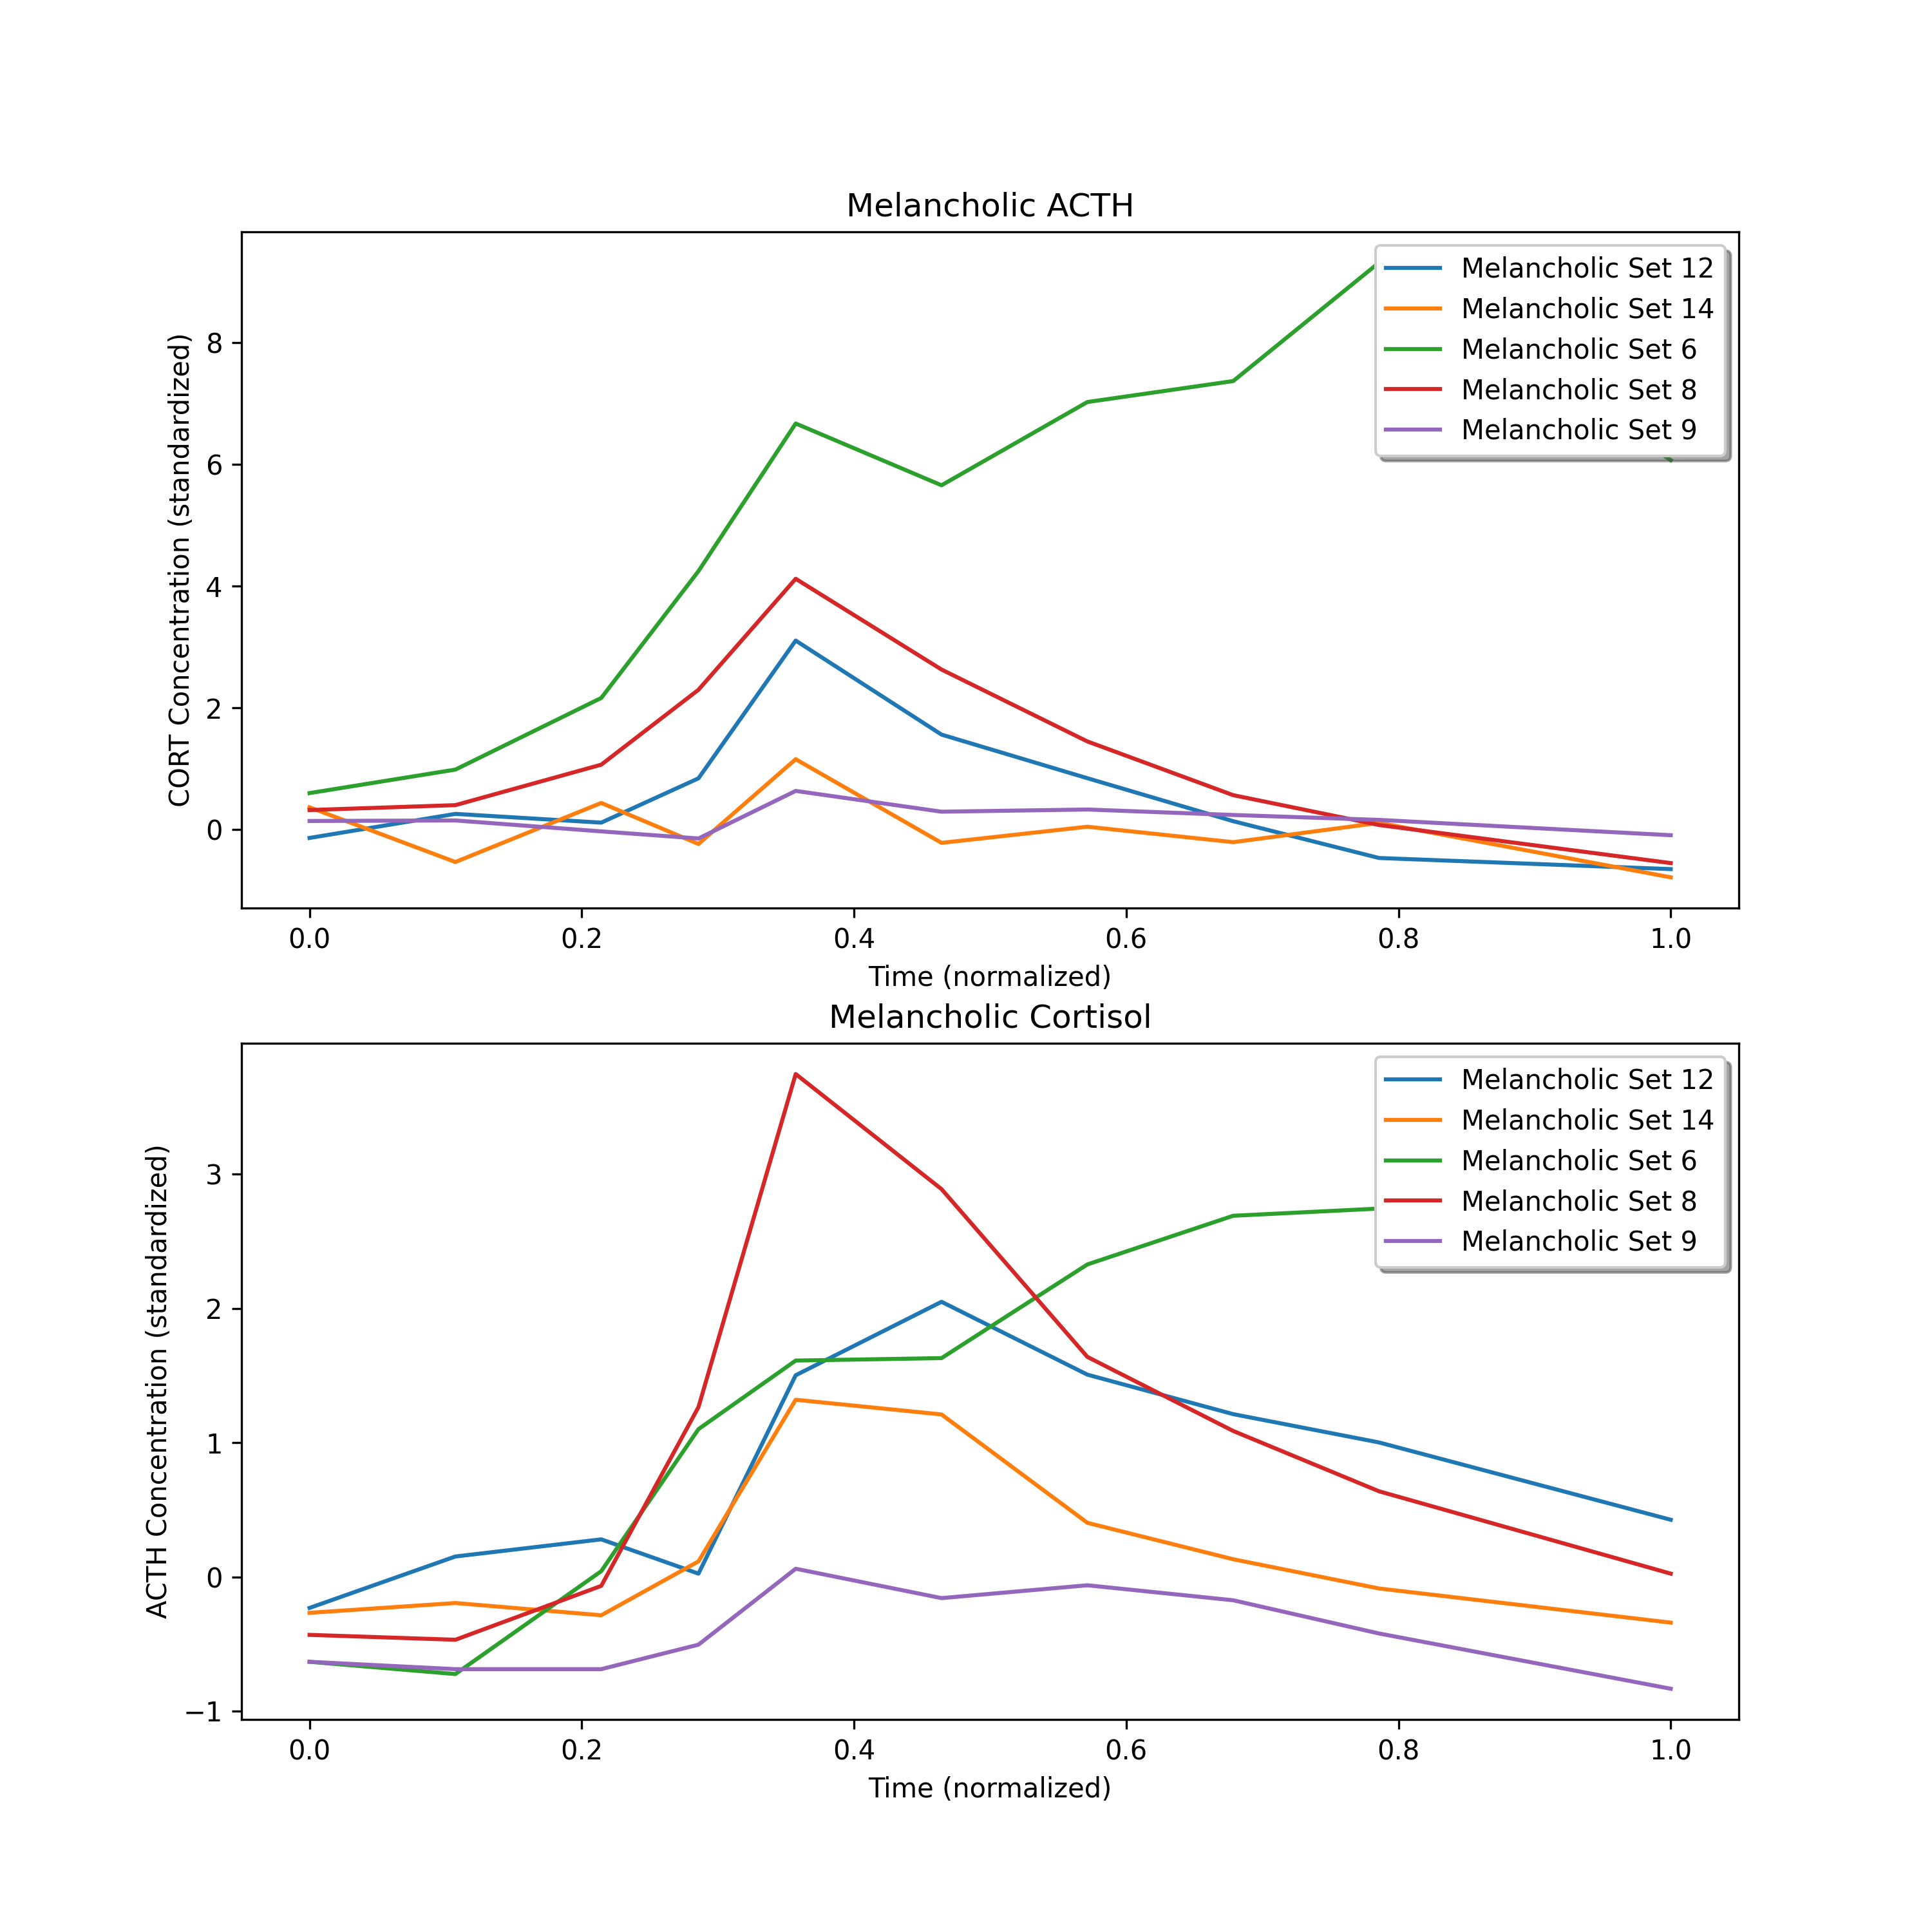 Melancholic ACTH
CORT Concentration (standardized)
8
6
4
2
0
Melancholic Set 12
Melancholic Set 14
Melancholic Set 6
Melancholic Set 8
Melancholic Set 9
0.0 0.2 0.4 0.6 0.8 1.0
Time (normalized)
Melancholic Cortisol
ACTH Concentration (standardized)
3
2
1
0
−1
Melancholic Set 12
Melancholic Set 14
Melancholic Set 6
Melancholic Set 8
Melancholic Set 9
0.0 0.2 0.4 0.6 0.8 1.0
Time (normalized)